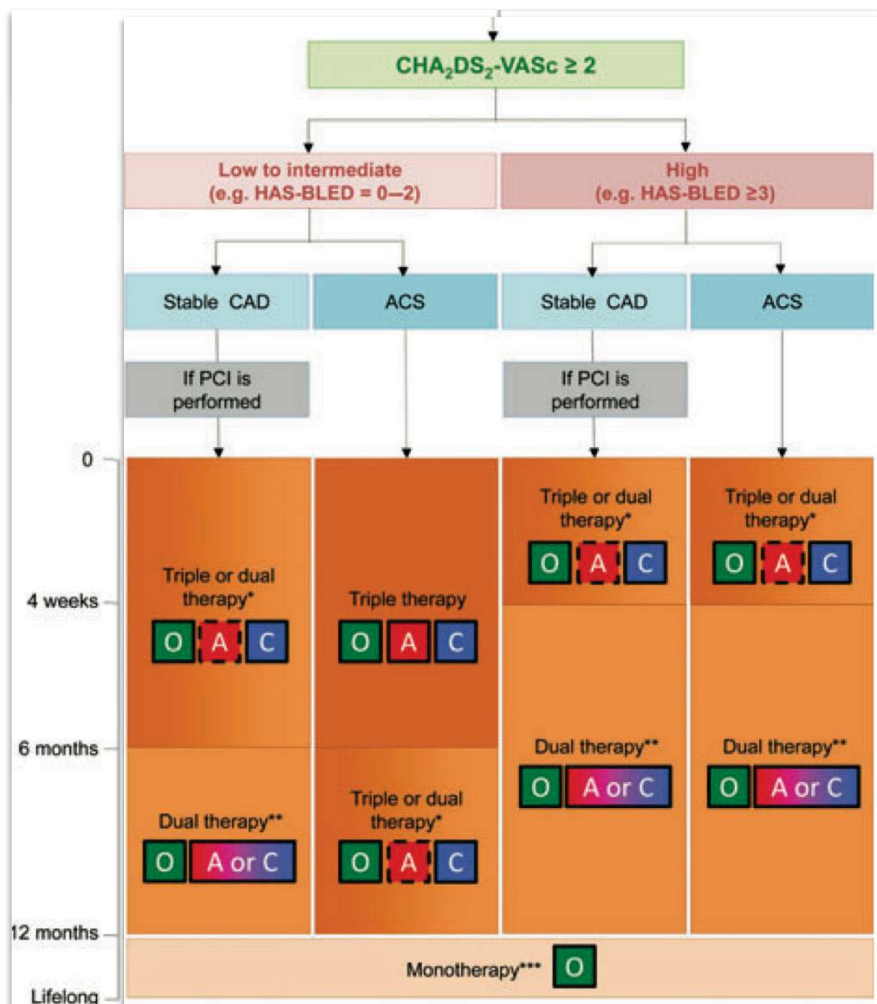 CHA₂DS₂-VASc ≥ 2
Low to intermediate
(e.g. HAS-BLED = 0—2)
High
(e.g. HAS-BLED ≥3)
Stable CAD
ACS
Stable CAD
ACS
If PCI is
performed
If PCI is
performed
0
4 weeks
6 months
12 months
Lifelong
Triple or dual
therapy*
O A C
Dual therapy**
O A or C
Triple therapy
O A C
Triple or dual
therapy*
O A C
Triple or dual
therapy*
O A C
Dual therapy**
O A or C
Triple or dual
therapy*
O A C
Dual therapy**
O A or C
Monotherapy*** O